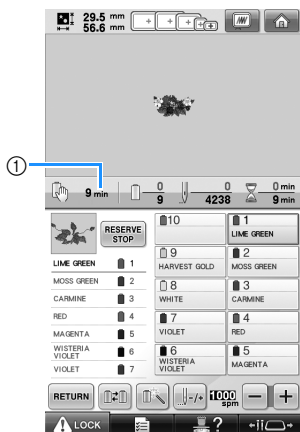 29.5 mm
56.6 mm
①
9 min
0
9
0
4238
0 min
9 min
RESERVE
STOP
LIME GREEN 1
MOSS GREEN 2
CARMINE 3
RED 4
MAGENTA 5
WISTERIA
VIOLET 6
VIOLET 7
10
1
LIME GREEN
9
HARVEST GOLD
2
MOSS GREEN
8
WHITE
3
CARMINE
7
VIOLET
4
RED
6
WISTERIA
VIOLET
5
MAGENTA
RETURN
-/+
1000
spm
− +
LOCK
?